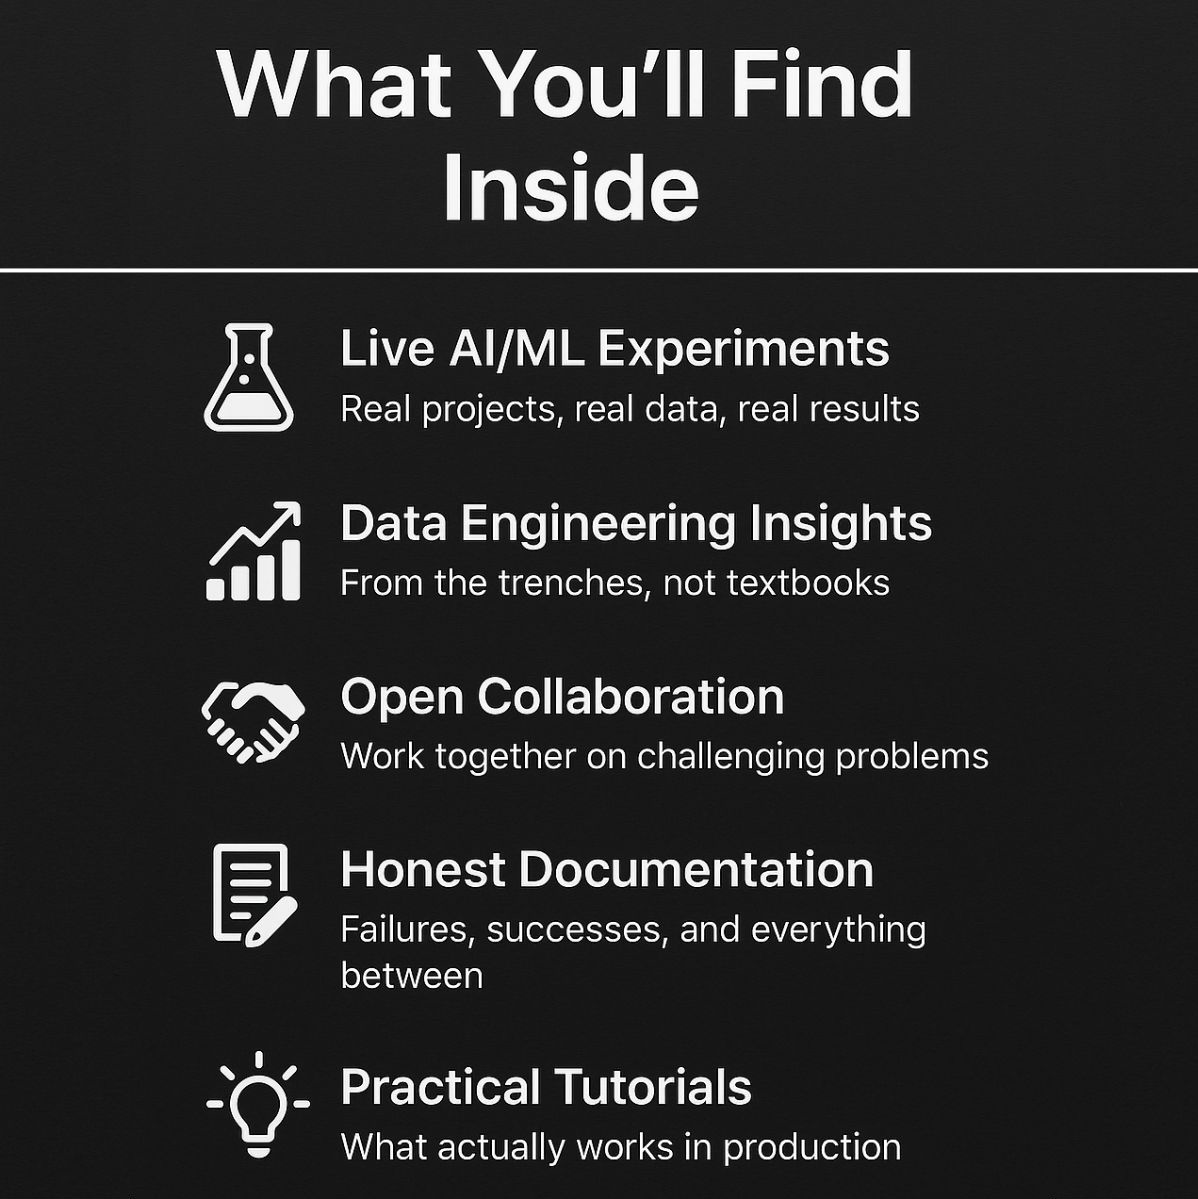 What You’ll Find
Inside
Live AI/ML Experiments
Real projects, real data, real results
Data Engineering Insights
From the trenches, not textbooks
Open Collaboration
Work together on challenging problems
Honest Documentation
Failures, successes, and everything
between
Practical Tutorials
What actually works in production